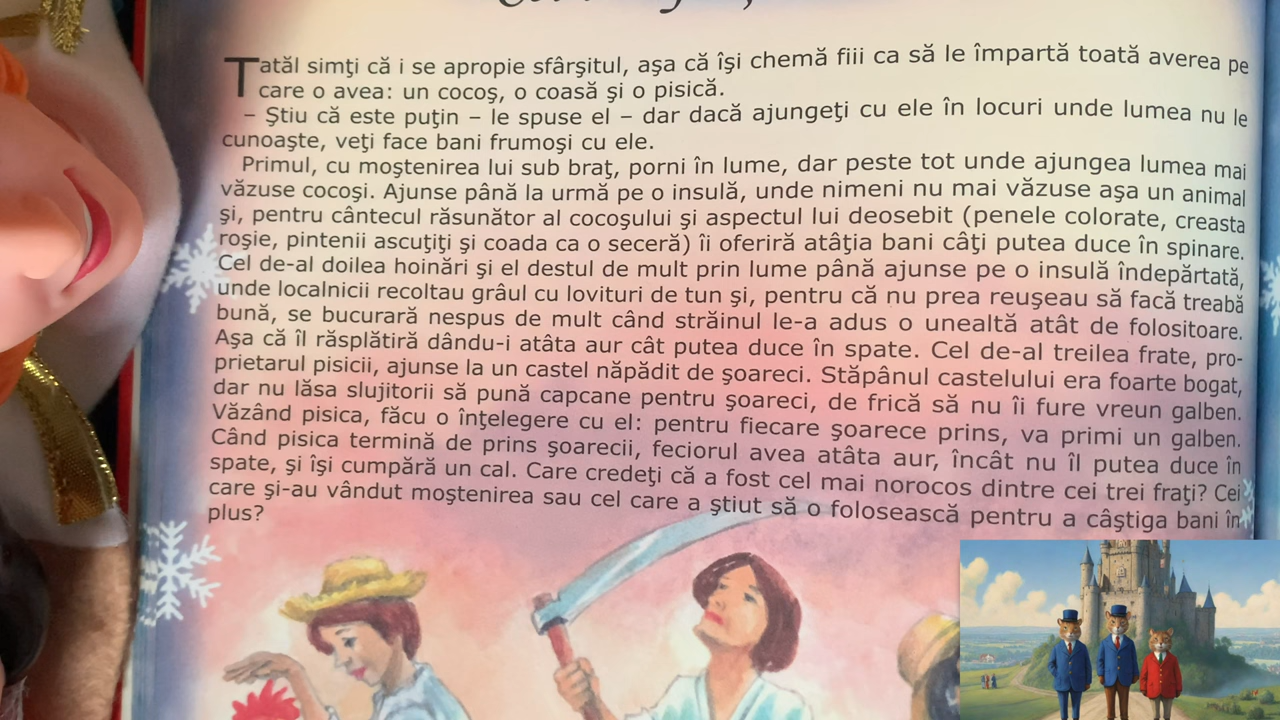 Tatăl simţi că i se apropie sfârşitul, aşa că îşi chemă fiii ca să le împartă toată averea pe
care o avea: un cocoş, o coasă şi o pisică.
– Ştiu că este puţin – le spuse el – dar dacă ajungeţi cu ele în locuri unde lumea nu le
cunoaşte, veţi face bani frumoşi cu ele.
Primul, cu moştenirea lui sub braţ, porni în lume, dar peste tot unde ajungea lumea mai
văzuse cocoşi. Ajunse până la urmă pe o insulă, unde nimeni nu mai văzuse aşa un animal
şi, pentru cântecul răsunător al cocoşului şi aspectul lui deosebit (penele colorate, creasta
roşie, pintenii ascuţiţi şi coada ca o seceră) îi oferiră atâţia bani câţi putea duce în spinare.
Cel de-al doilea hoinări şi el destul de mult prin lume până ajunse pe o insulă îndepărtată,
unde localnicii recoltau grâul cu lovituri de tun şi, pentru că nu prea reuşeau să facă treabă
bună, se bucurară nespus de mult când străinul le-a adus o unealtă atât de folositoare.
Aşa că îl răsplătiră dându-i atâta aur cât putea duce în spate. Cel de-al treilea frate, pro-
prietarul pisicii, ajunse la un castel năpădit de şoareci. Stăpânul castelului era foarte bogat,
dar nu lăsa slujitorii să pună capcane pentru şoareci, de frică să nu îi fure vreun galben.
Văzând pisica, făcu o înţelegere cu el: pentru fiecare şoarece prins, va primi un galben.
Când pisica termină de prins şoarecii, feciorul avea atâta aur, încât nu îl putea duce în
spate, şi îşi cumpără un cal. Care credeţi că a fost cel mai norocos dintre cei trei fraţi? Cei
care şi-au vândut moştenirea sau cel care a ştiut să o folosească pentru a câştiga bani în
plus?